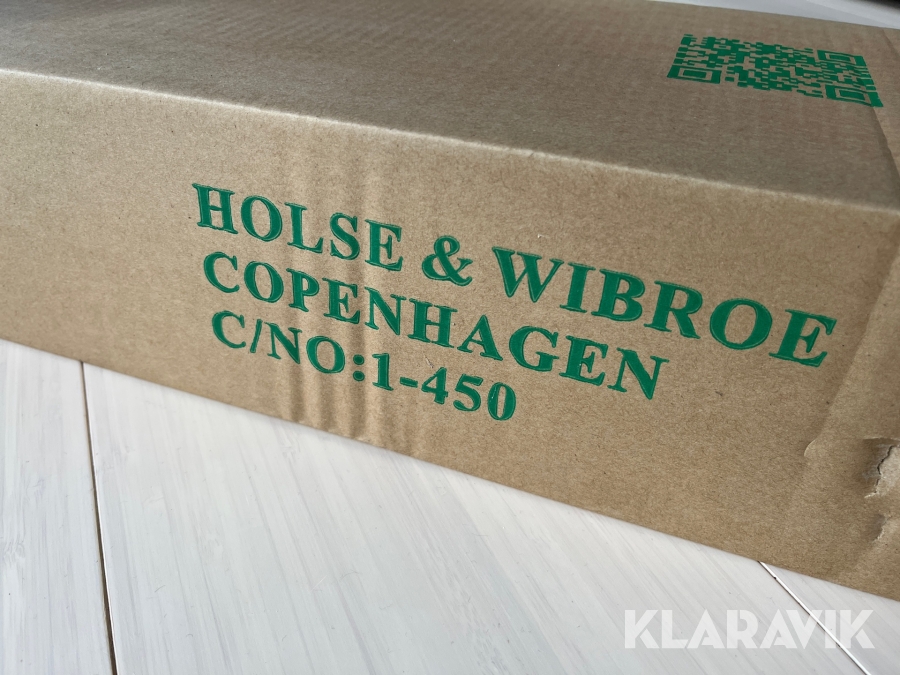 HOLSE & WIBROE
COPENHAGEN
C/NO:1-450
KLARAVIK